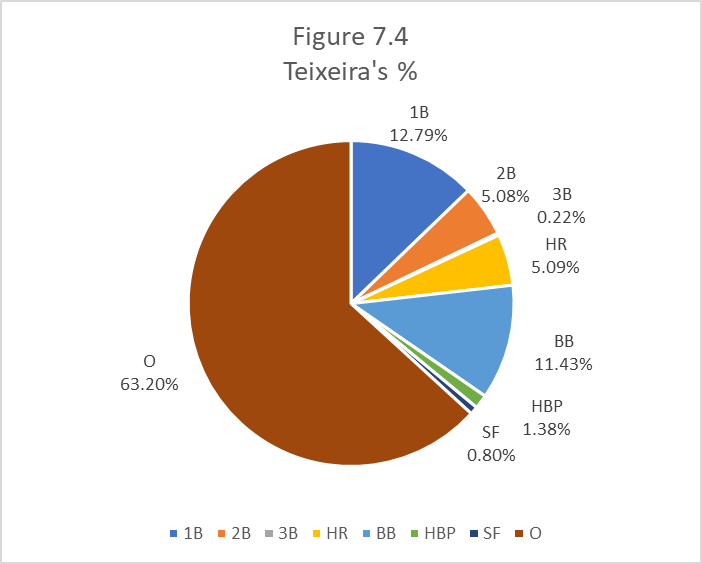 Figure 7.4
Teixeira's %
1B
12.79%
2B
5.08%
3B
0.22%
HR
5.09%
BB
11.43%
HBP
1.38%
SF
0.80%
O
63.20%
1B 2B 3B HR BB HBP SF O